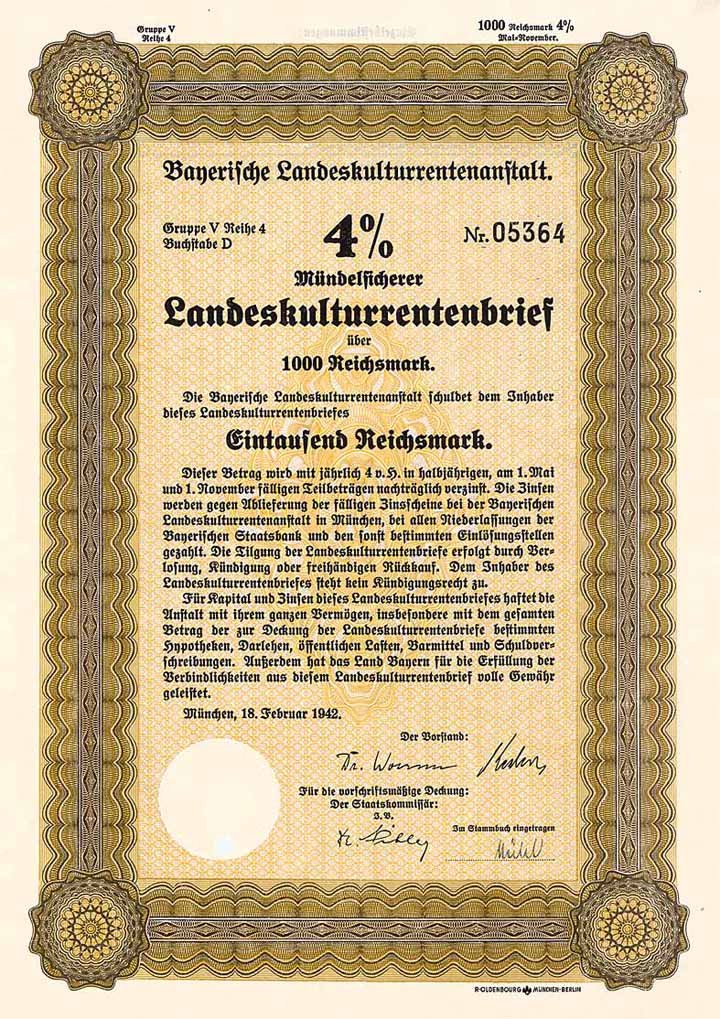 Gruppe V
Reihe 4
1000 Reichsmark 4%
Mai-November.
Bayerische Landeskulturrentenanstalt.
Gruppe V Reihe 4
Buchstabe D
4%
Nr. 05364
Mündelsicherer
Landeskulturrentenbrief
über
1000 Reichsmark.
Die Bayerische Landeskulturrentenanstalt schuldet dem Inhaber
dieses Landeskulturrentenbriefes
Eintausend Reichsmark.
Dieser Betrag wird mit jährlich 4 v. H. in halbjährigen, am 1. Mai
und 1. November fälligen Teilbeträgen nachträglich verzinst. Die Zinsen
werden gegen Ablieferung der fälligen Zinsscheine bei der Bayerischen
Landeskulturrentenanstalt in München, bei allen Niederlassungen der
Bayerischen Staatsbank und den sonst bestimmten Einlösungsstellen
gezahlt. Die Tilgung der Landeskulturrentenbriefe erfolgt durch Ver-
losung, Kündigung oder freihändigen Rückkauf. Dem Inhaber des
Landeskulturrentenbriefes steht kein Kündigungsrecht zu.
Für Kapital und Zinsen dieses Landeskulturrentenbriefes haftet die
Anstalt mit ihrem ganzen Vermögen, insbesondere mit dem gesamten
Betrag der zur Deckung der Landeskulturrentenbriefe bestimmten
Hypotheken, Darlehen, öffentlichen Lasten, Barmittel und Schuldver-
schreibungen. Außerdem hat das Land Bayern für die Erfüllung der
Verbindlichkeiten aus diesem Landeskulturrentenbrief volle Gewähr
geleistet.
München, 18. Februar 1942.
Der Vorstand:
Dr.
Für die vorschriftsmäßige Deckung:
Der Staatskommissär:
I.V.
Im Stammbuch eingetragen
R·OLDENBOURG MÜNCHEN-BERLIN